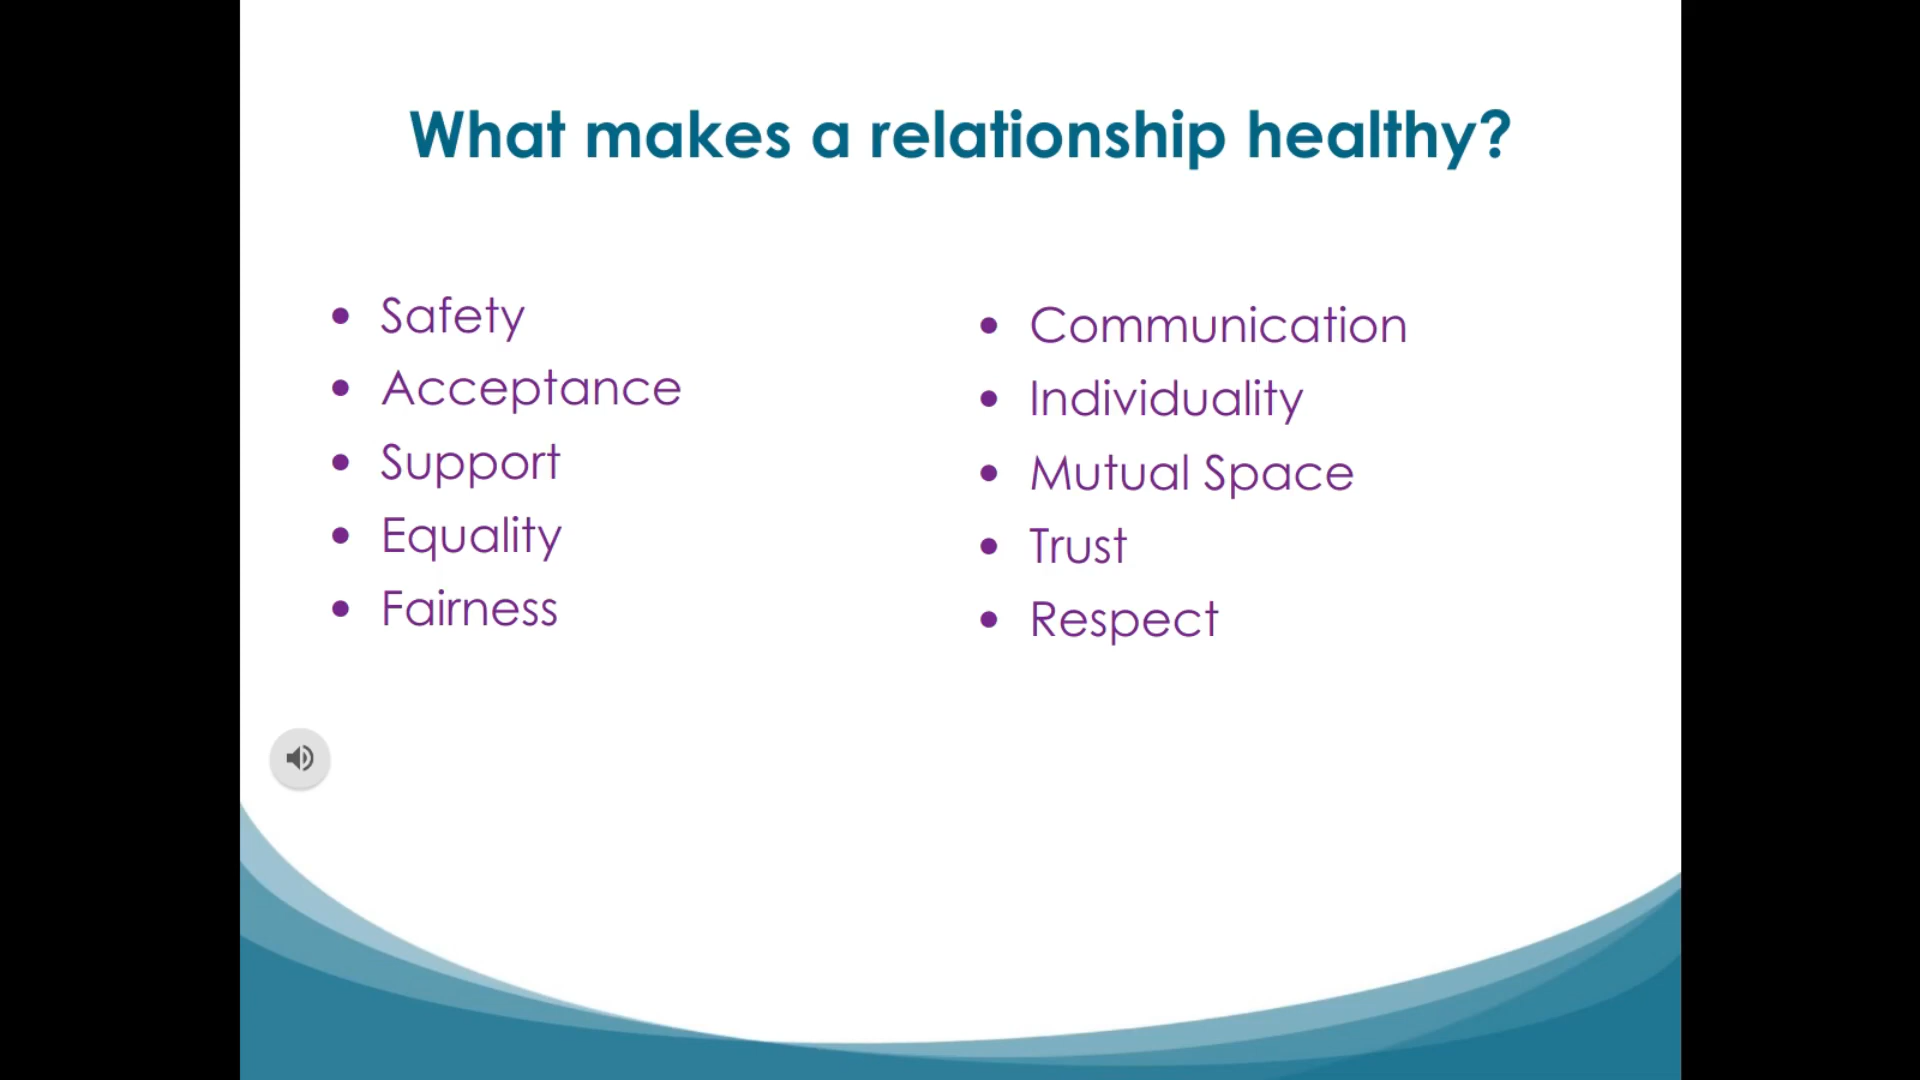 What makes a relationship healthy?
Safety
Acceptance
Support
Equality
Fairness
Communication
Individuality
Mutual Space
Trust
Respect